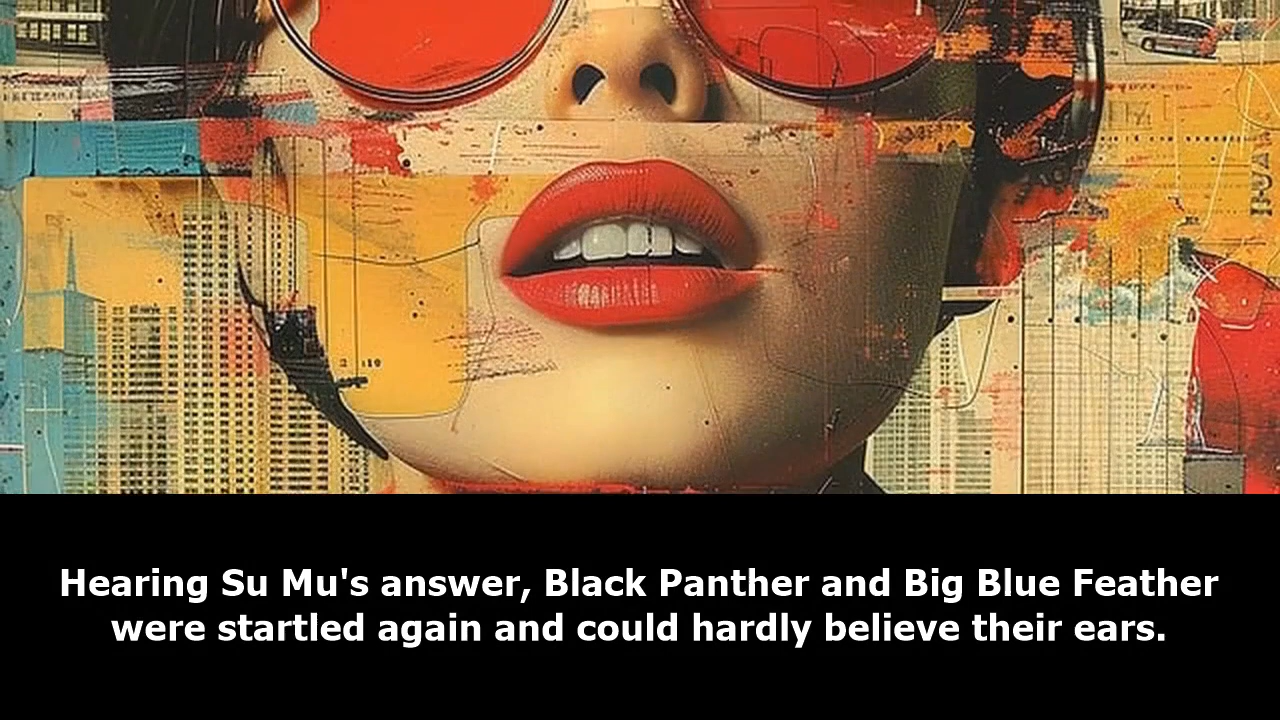 Hearing Su Mu's answer, Black Panther and Big Blue Feather
were startled again and could hardly believe their ears.